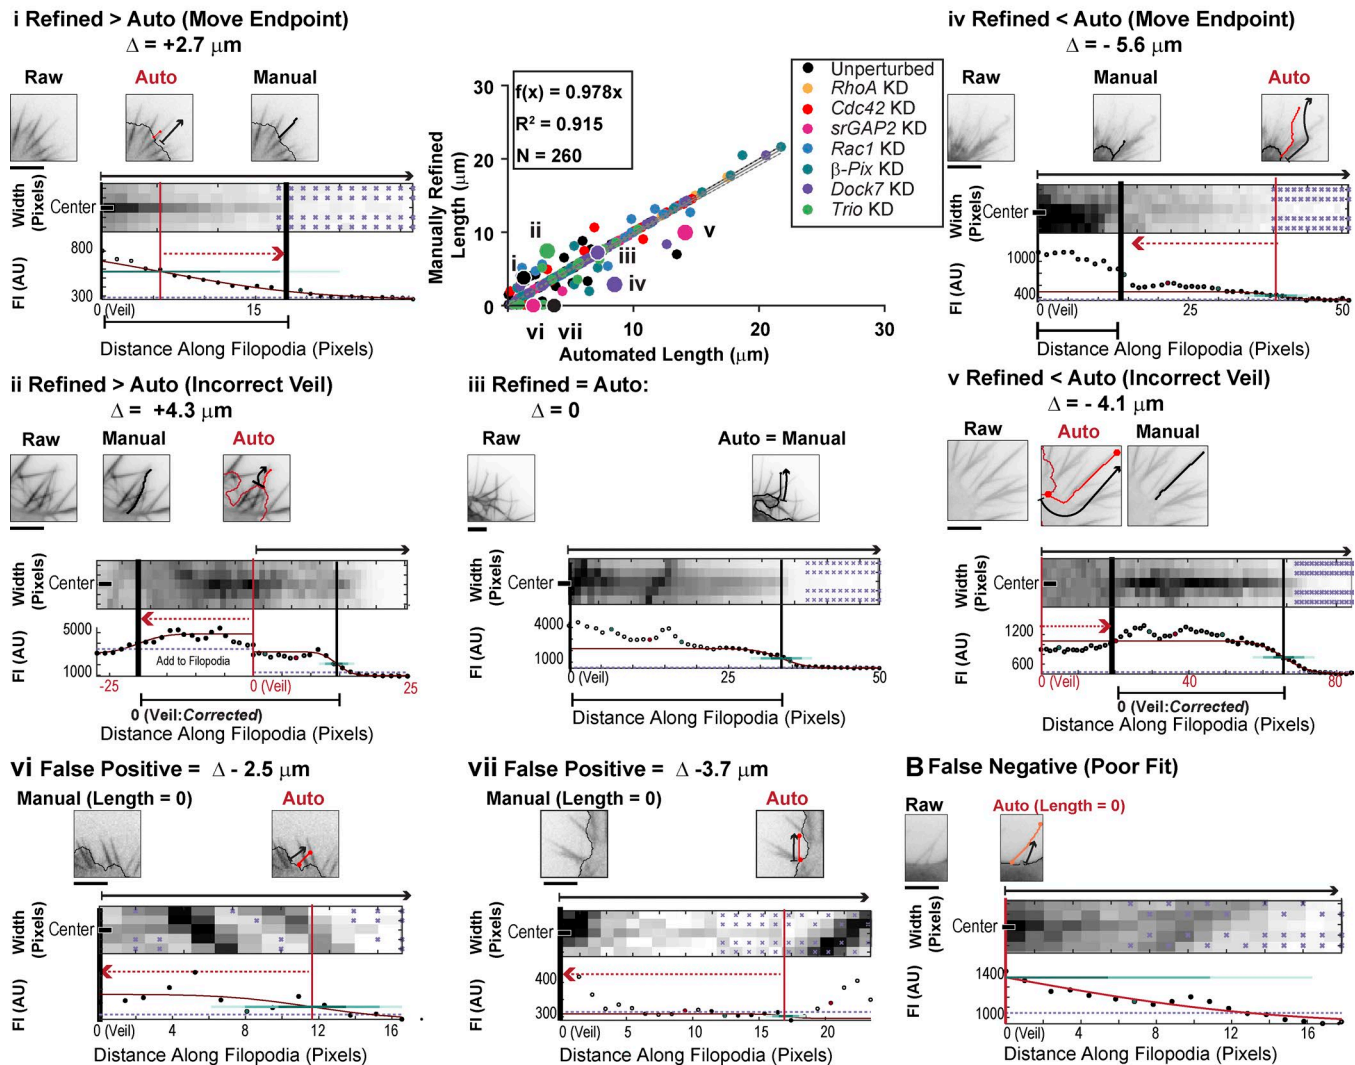 i Refined > Auto (Move Endpoint)
Δ = +2.7 μm
Raw
Auto
Manual
Width
(Pixels)
Center
800
300
FI (AU)
0 (Veil)
15
Distance Along Filopodia (Pixels)
30
20
10
0
Manually Refined
Length (μm)
f(x) = 0.978x
R² = 0.915
N = 260
i
ii
iii
iv
v
vi
vii
10
20
30
Automated Length (μm)
Unperturbed
RhoA KD
Cdc42 KD
srGAP2 KD
Rac1 KD
β-Pix KD
Dock7 KD
Trio KD
iv Refined < Auto (Move Endpoint)
Δ = - 5.6 μm
Raw
Manual
Auto
Width
(Pixels)
Center
1000
400
FI (AU)
0 (Veil)
25
50
Distance Along Filopodia (Pixels)
ii Refined > Auto (Incorrect Veil)
Δ = +4.3 μm
Raw
Manual
Auto
Width
(Pixels)
Center
5000
1000
FI (AU)
Add to Filopodia
-25
0 (Veil)
25
0 (Veil:Corrected)
Distance Along Filopodia (Pixels)
iii Refined = Auto:
Δ = 0
Raw
Auto = Manual
Width
(Pixels)
Center
4000
1000
FI (AU)
0 (Veil)
25
50
Distance Along Filopodia (Pixels)
v Refined < Auto (Incorrect Veil)
Δ = - 4.1 μm
Raw
Auto
Manual
Width
(Pixels)
Center
1200
600
FI (AU)
0 (Veil)
40
80
0 (Veil:Corrected)
Distance Along Filopodia (Pixels)
vi False Positive = Δ - 2.5 μm
Manual (Length = 0)
Auto
Width
(Pixels)
Center
FI (AU)
0 (Veil)
4
8
12
16
Distance Along Filopodia (Pixels)
vii False Positive = Δ -3.7 μm
Manual (Length = 0)
Auto
Width
(Pixels)
Center
400
300
FI (AU)
0 (Veil)
5
10
15
20
Distance Along Filopodia (Pixels)
B False Negative (Poor Fit)
Raw
Auto (Length = 0)
Width
(Pixels)
Center
1400
1000
FI (AU)
0 (Veil)
4
8
12
16
Distance Along Filopodia (Pixels)